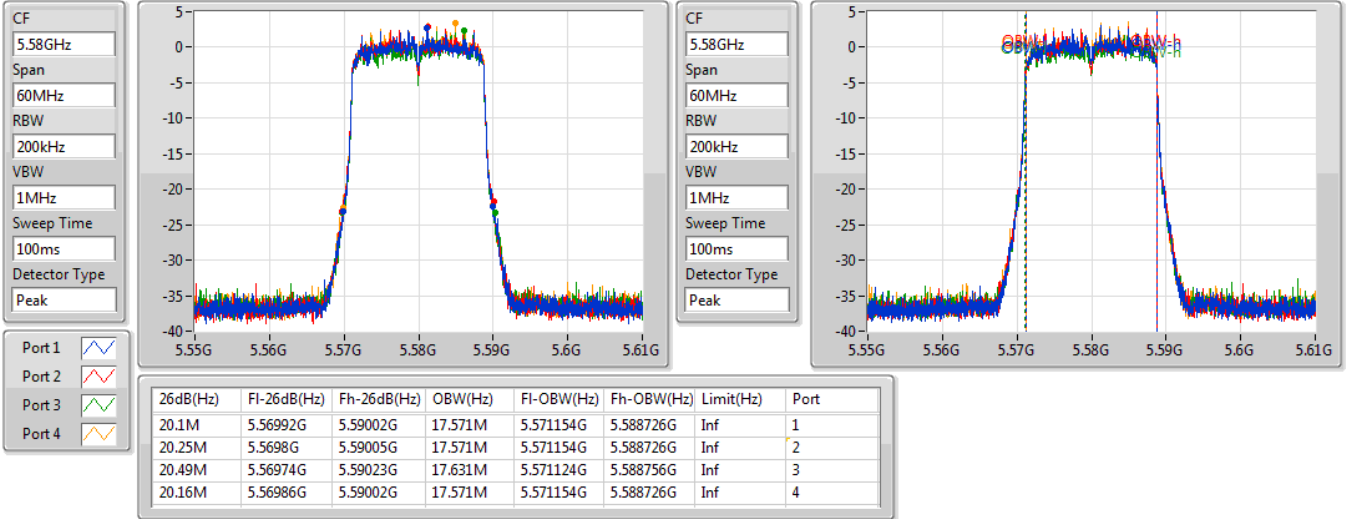 CF
5.58GHz
Span
60MHz
RBW
200kHz
VBW
1MHz
Sweep Time
100ms
Detector Type
Peak
5
0
-5
-10
-15
-20
-25
-30
-35
-40
5.55G 5.56G 5.57G 5.58G 5.59G 5.6G 5.61G
CF
5.58GHz
Span
60MHz
RBW
200kHz
VBW
1MHz
Sweep Time
100ms
Detector Type
Peak
5
0
-5
-10
-15
-20
-25
-30
-35
-40
5.55G 5.56G 5.57G 5.58G 5.59G 5.6G 5.61G
Port 1
Port 2
Port 3
Port 4
26dB(Hz) Fl-26dB(Hz) Fh-26dB(Hz) OBW(Hz) Fl-OBW(Hz) Fh-OBW(Hz) Limit(Hz) Port
20.1M 5.56992G 5.59002G 17.571M 5.571154G 5.588726G Inf 1
20.25M 5.5698G 5.59005G 17.571M 5.571154G 5.588726G Inf 2
20.49M 5.56974G 5.59023G 17.631M 5.571124G 5.588756G Inf 3
20.16M 5.56986G 5.59002G 17.571M 5.571154G 5.588726G Inf 4